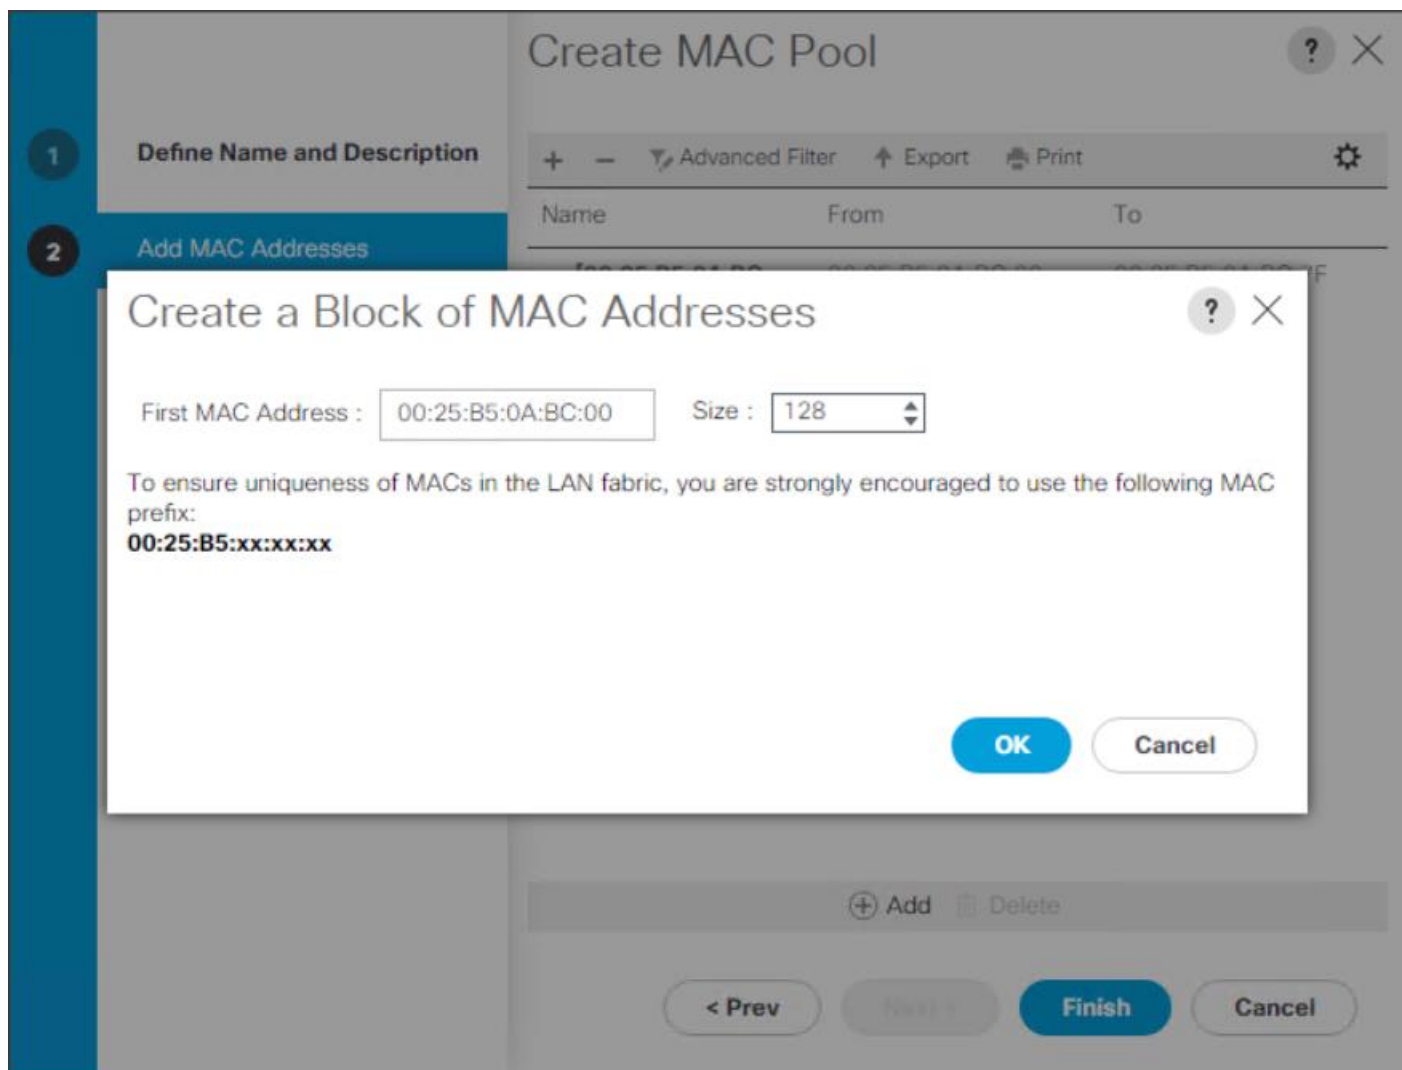 Create MAC Pool
?
1
Define Name and Description
+ − Advanced Filter Export Print
Name From To
2
Add MAC Addresses
Create a Block of MAC Addresses
?
First MAC Address : 00:25:B5:0A:BC:00 Size : 128
To ensure uniqueness of MACs in the LAN fabric, you are strongly encouraged to use the following MAC
prefix:
00:25:B5:xx:xx:xx
OK Cancel
Add Delete
< Prev Next > Finish Cancel